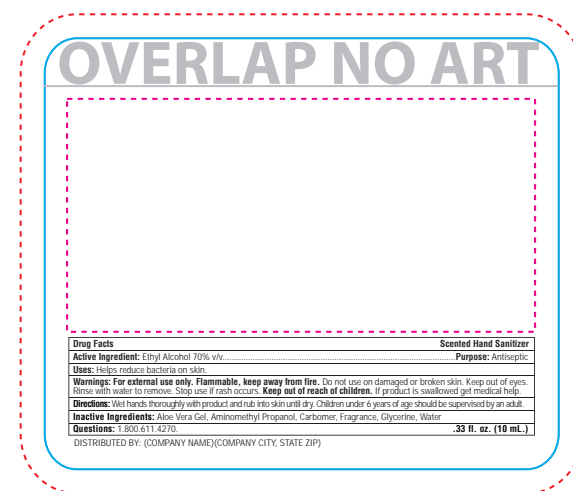 OVERLAP NO ART
Drug Facts Scented Hand Sanitizer
Active Ingredient: Ethyl Alcohol 70% v/v................................................................Purpose: Antiseptic
Uses: Helps reduce bacteria on skin.
Warnings: For external use only. Flammable, keep away from fire. Do not use on damaged or broken skin. Keep out of eyes.
Rinse with water to remove. Stop use if rash occurs. Keep out of reach of children. If product is swallowed get medical help.
Directions: Wet hands thoroughly with product and rub into skin until dry. Children under 6 years of age should be supervised by an adult.
Inactive Ingredients: Aloe Vera Gel, Aminomethyl Propanol, Carbomer, Fragrance, Glycerine, Water
Questions: 1.800.611.4270. .33 fl. oz. (10 mL.)
DISTRIBUTED BY: (COMPANY NAME)(COMPANY CITY, STATE ZIP)